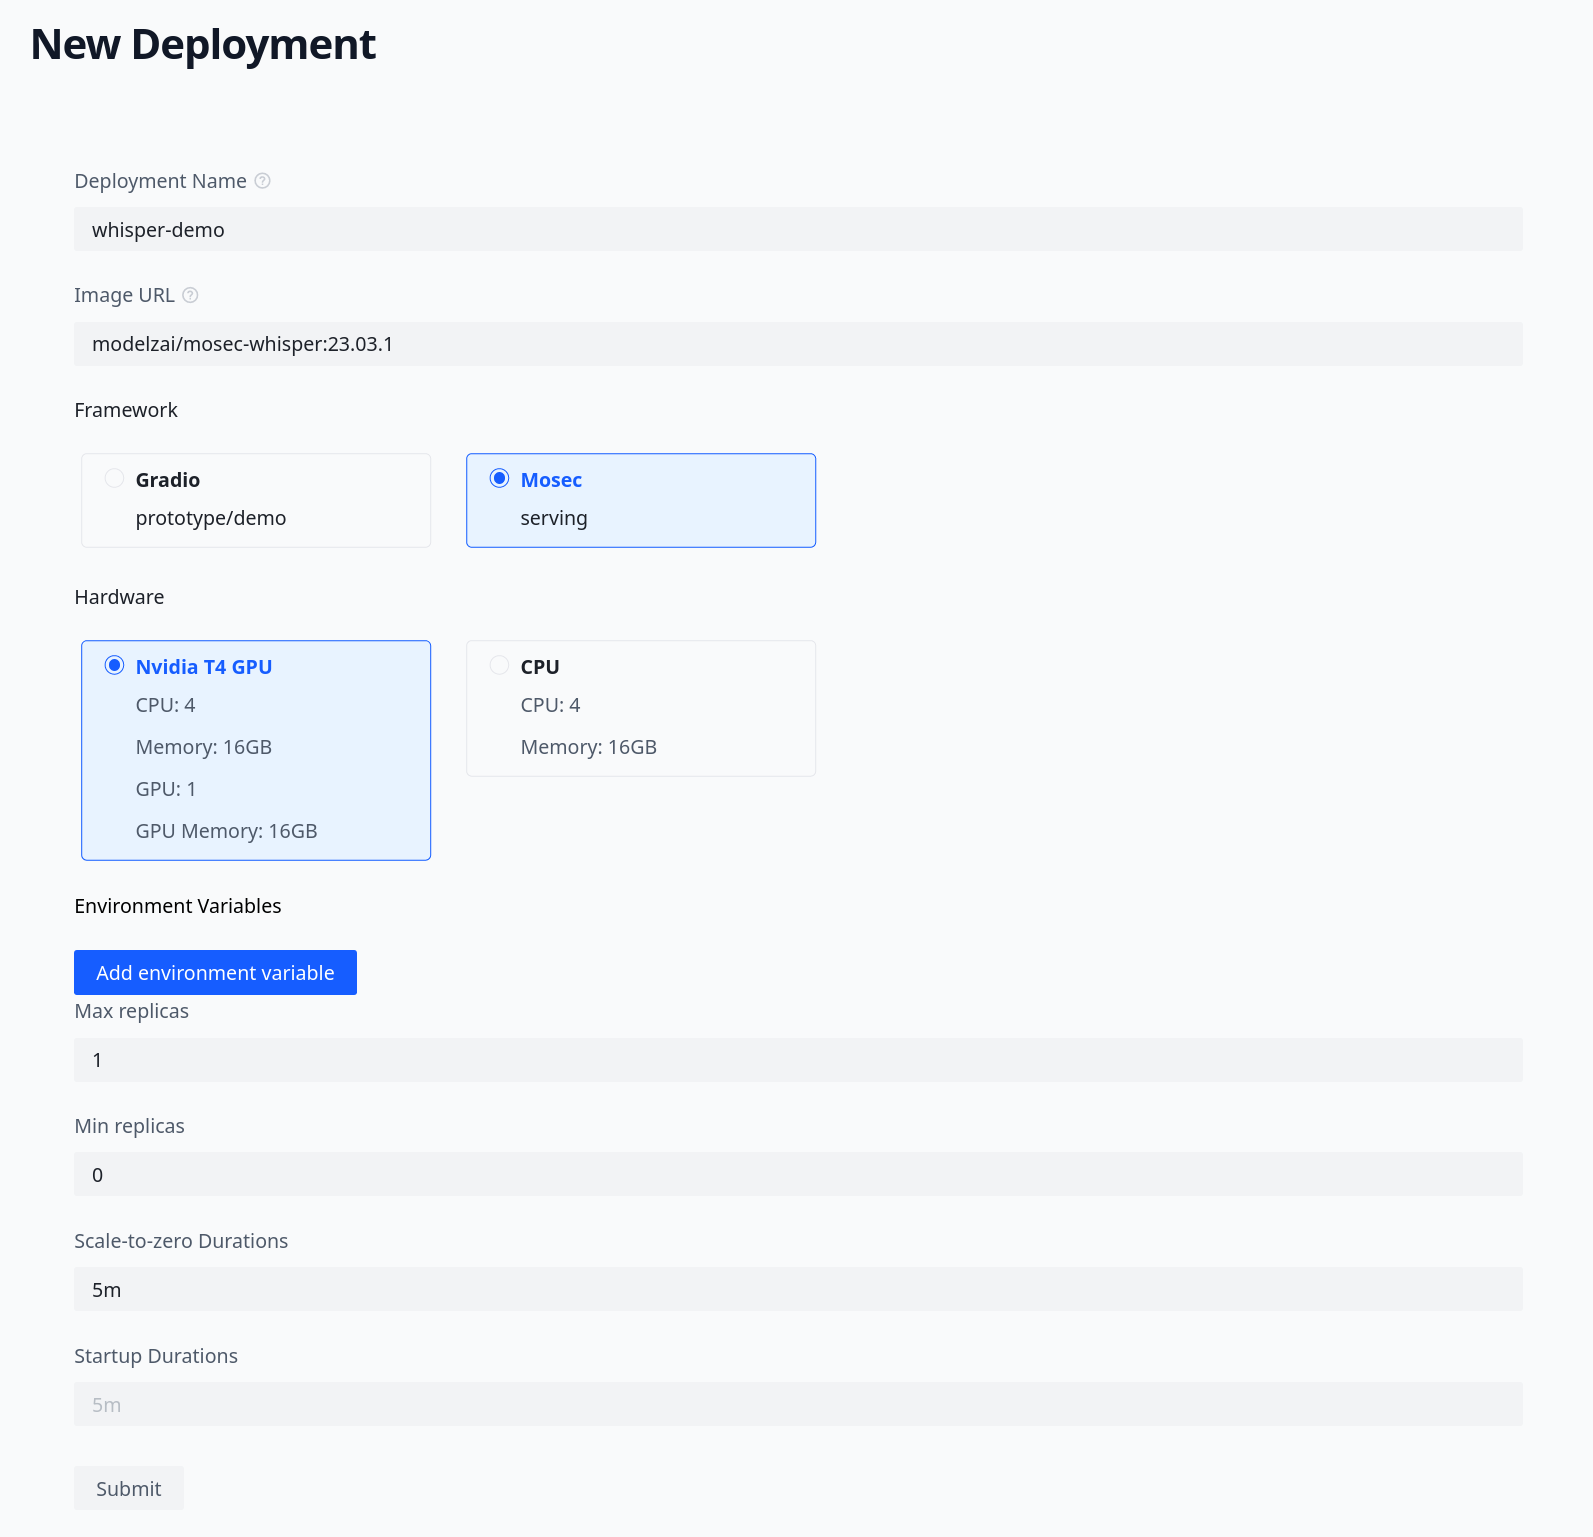 New Deployment
Deployment Name
whisper-demo
Image URL
modelzai/mosec-whisper:23.03.1
Framework
Gradio
prototype/demo
Mosec
serving
Hardware
Nvidia T4 GPU
CPU: 4
Memory: 16GB
GPU: 1
GPU Memory: 16GB
CPU
CPU: 4
Memory: 16GB
Environment Variables
Add environment variable
Max replicas
1
Min replicas
0
Scale-to-zero Durations
5m
Startup Durations
5m
Submit